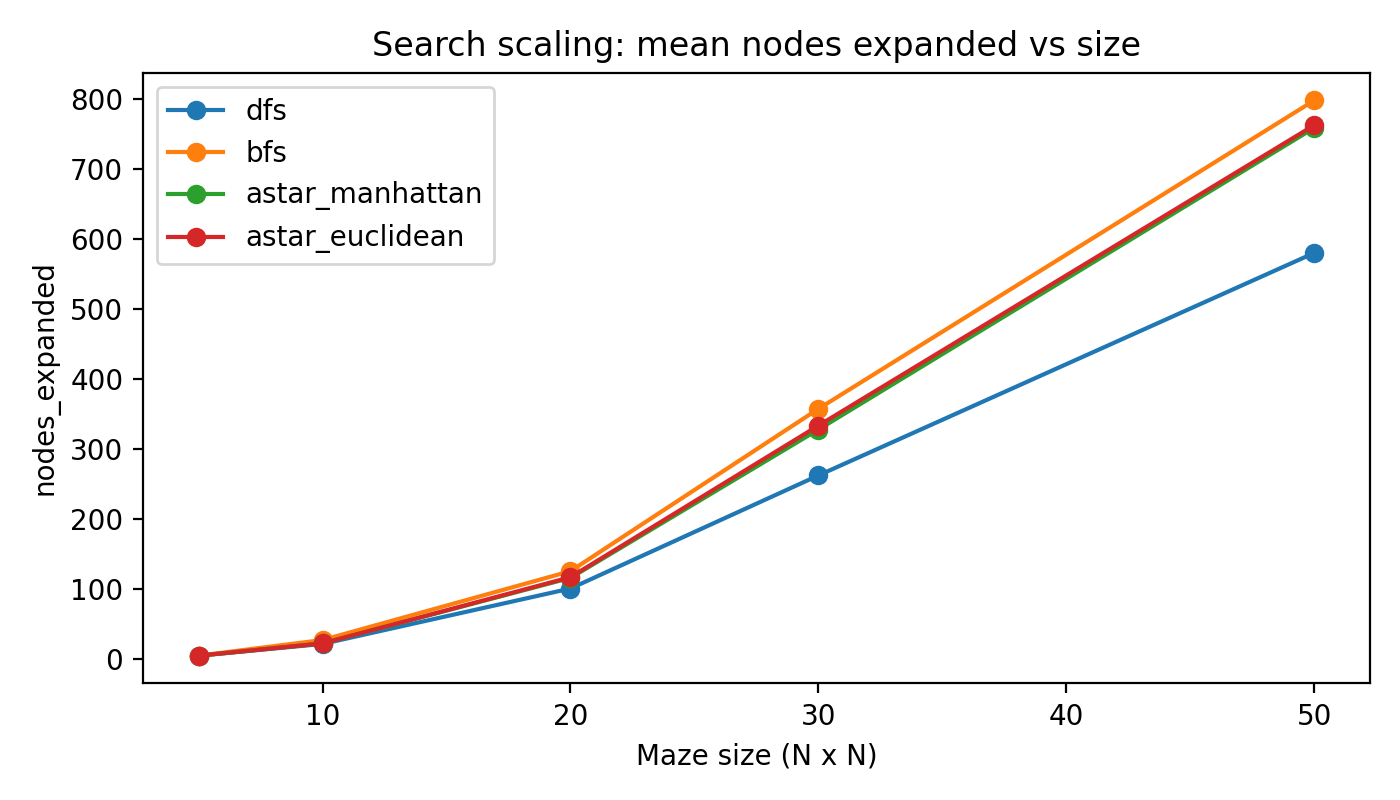 Search scaling: mean nodes expanded vs size
dfs
bfs
astar_manhattan
astar_euclidean
nodes_expanded
800
700
600
500
400
300
200
100
0
10
20
30
40
50
Maze size (N x N)